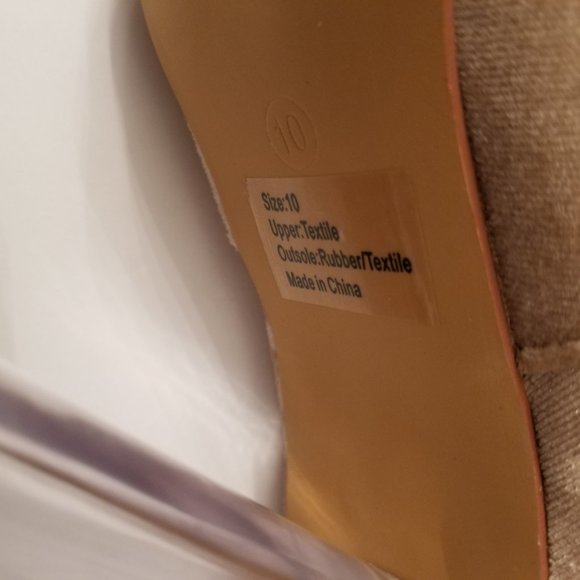 10
Size:10
Upper:Textile
Outsole:Rubber/Textile
Made in China